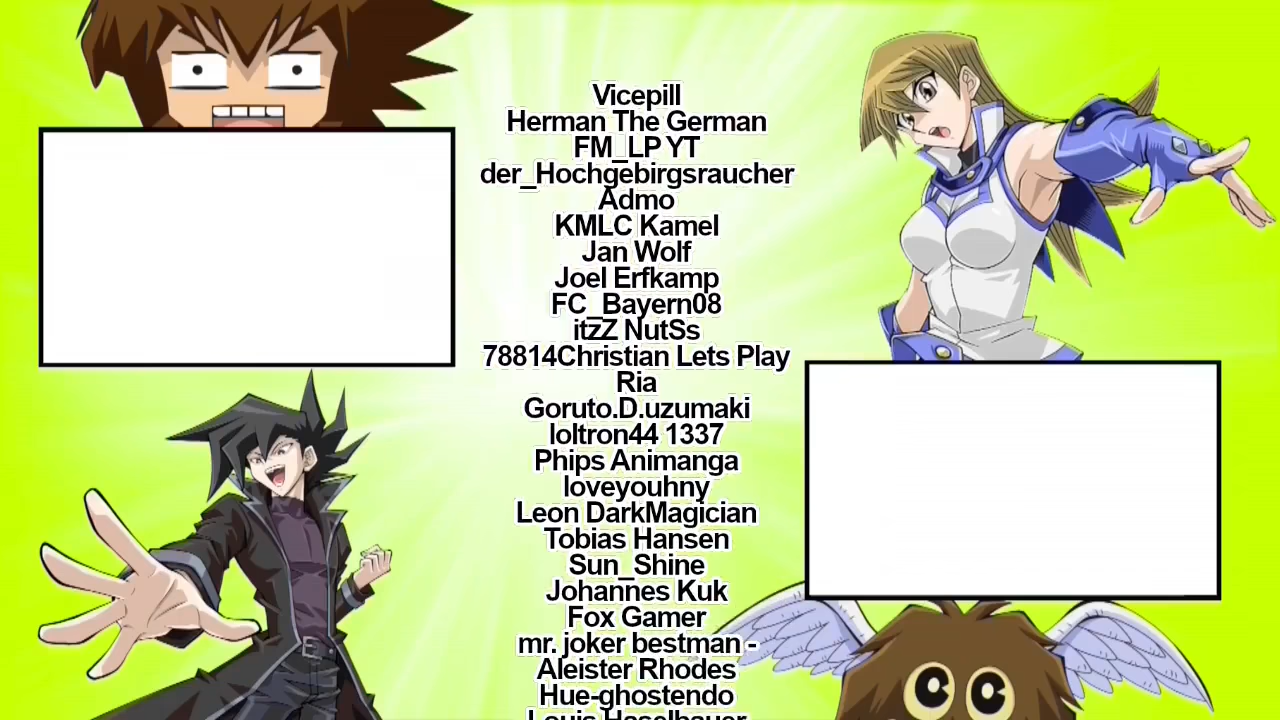 Vicepill
Herman The German
FM_LP YT
der_Hochgebirgsraucher
Admo
KMLC Kamel
Jan Wolf
Joel Erfkamp
FC_Bayern08
itzZ NutSs
78814Christian Lets Play
Ria
Goruto.D.uzumaki
loltron44 1337
Phips Animanga
loveyouhny
Leon DarkMagician
Tobias Hansen
Sun_Shine
Johannes Kuk
Fox Gamer
mr. joker bestman -
Aleister Rhodes
Hue-ghostendo
Louis Haselbauer